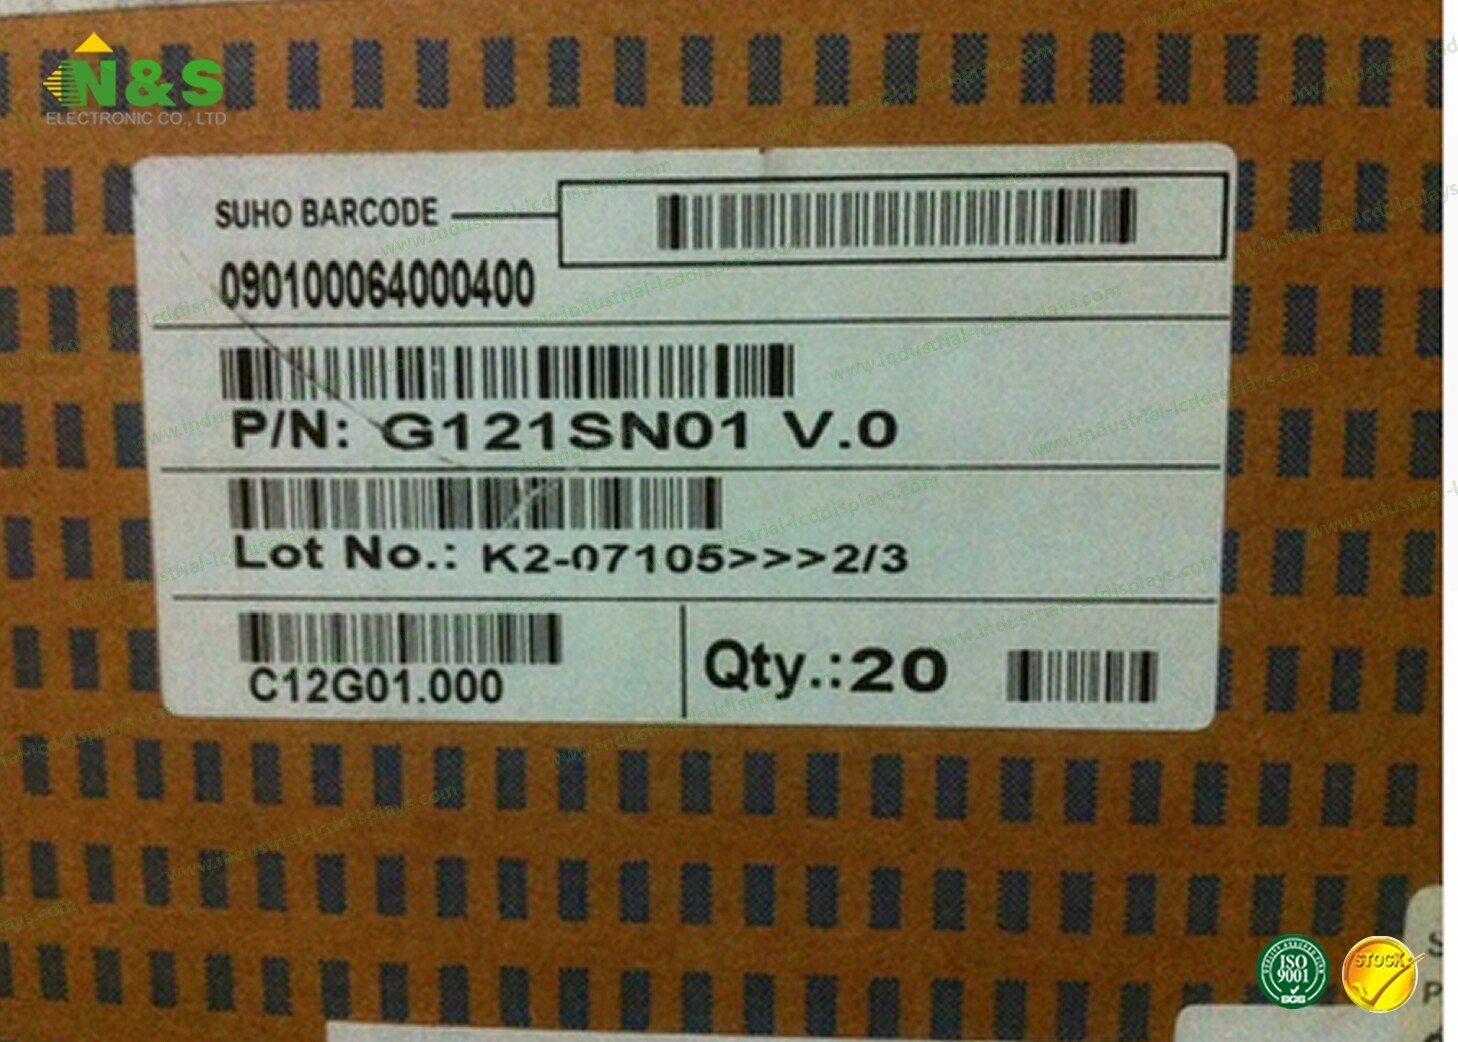 N&S
ELECTRONIC CO., LTD
SUHO BARCODE
090100064000400
P/N: G121SN01 V.0
Lot No.: K2-07105>>>2/3
C12G01.000
Qty.:20
ISO
9001
SGS
STOCK